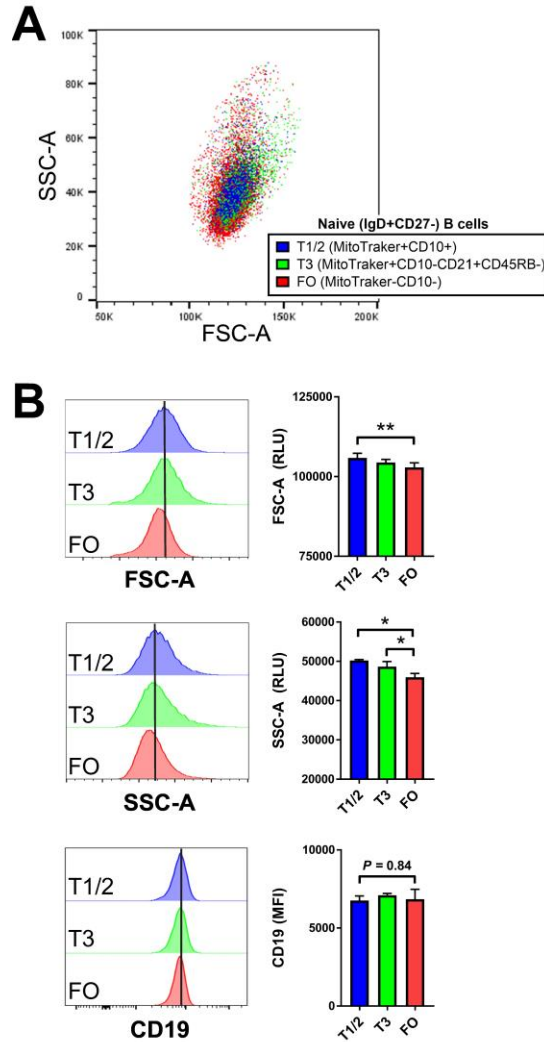 A
100K
80K
60K
40K
20K
SSC-A
50K
100K
150K
200K
FSC-A
Naive (IgD+CD27-) B cells
T1/2 (MitoTraker+CD10+)
T3 (MitoTraker+CD10-CD21+CD45RB-)
FO (MitoTraker-CD10-)
B
T1/2
T3
FO
FSC-A
125000
100000
75000
FSC-A (RLU)
**
T1/2
T3
FO
T1/2
T3
FO
SSC-A
60000
50000
40000
30000
20000
SSC-A (RLU)
*
*
T1/2
T3
FO
T1/2
T3
FO
CD19
10000
5000
0
CD19 (MFI)
P = 0.84
T1/2
T3
FO